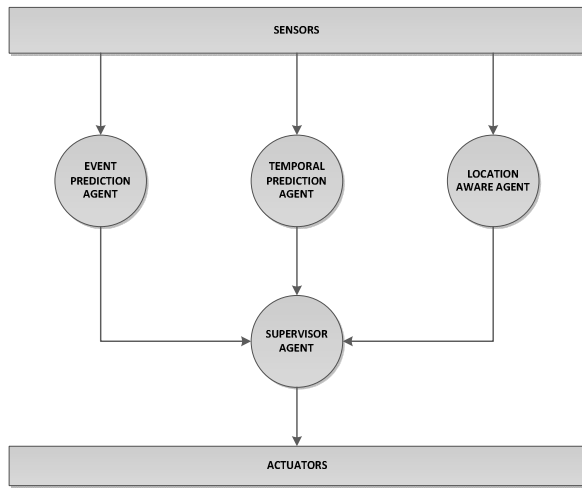 SENSORS
EVENT
PREDICTION
AGENT
TEMPORAL
PREDICTION
AGENT
LOCATION
AWARE AGENT
SUPERVISOR
AGENT
ACTUATORS